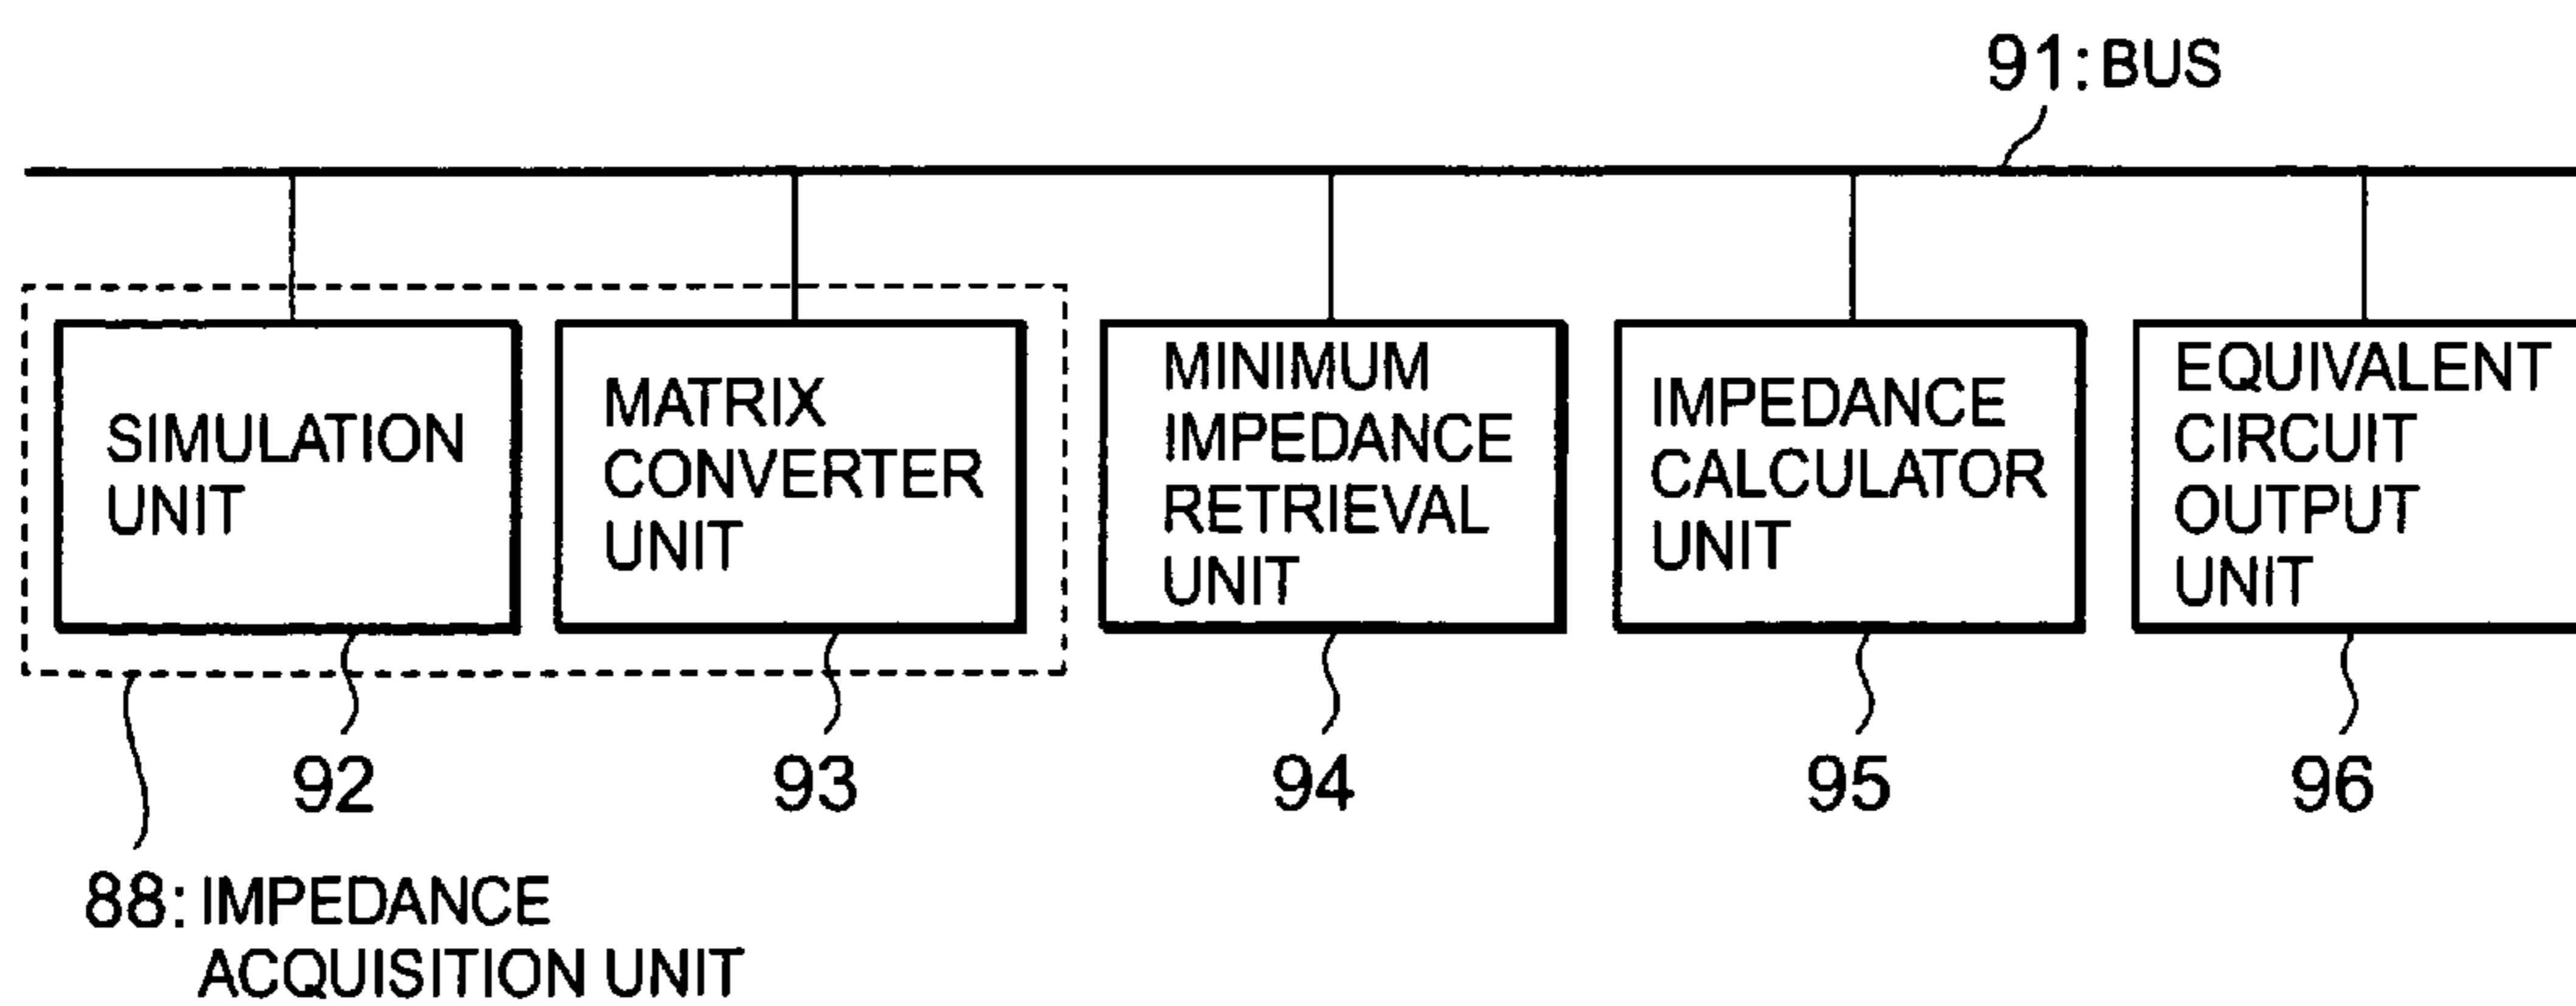 91: BUS
SIMULATION
UNIT
MATRIX
CONVERTER
UNIT
MINIMUM
IMPEDANCE
RETRIEVAL
UNIT
IMPEDANCE
CALCULATOR
UNIT
EQUIVALENT
CIRCUIT
OUTPUT
UNIT
92
93
94
95
96
88: IMPEDANCE
ACQUISITION UNIT